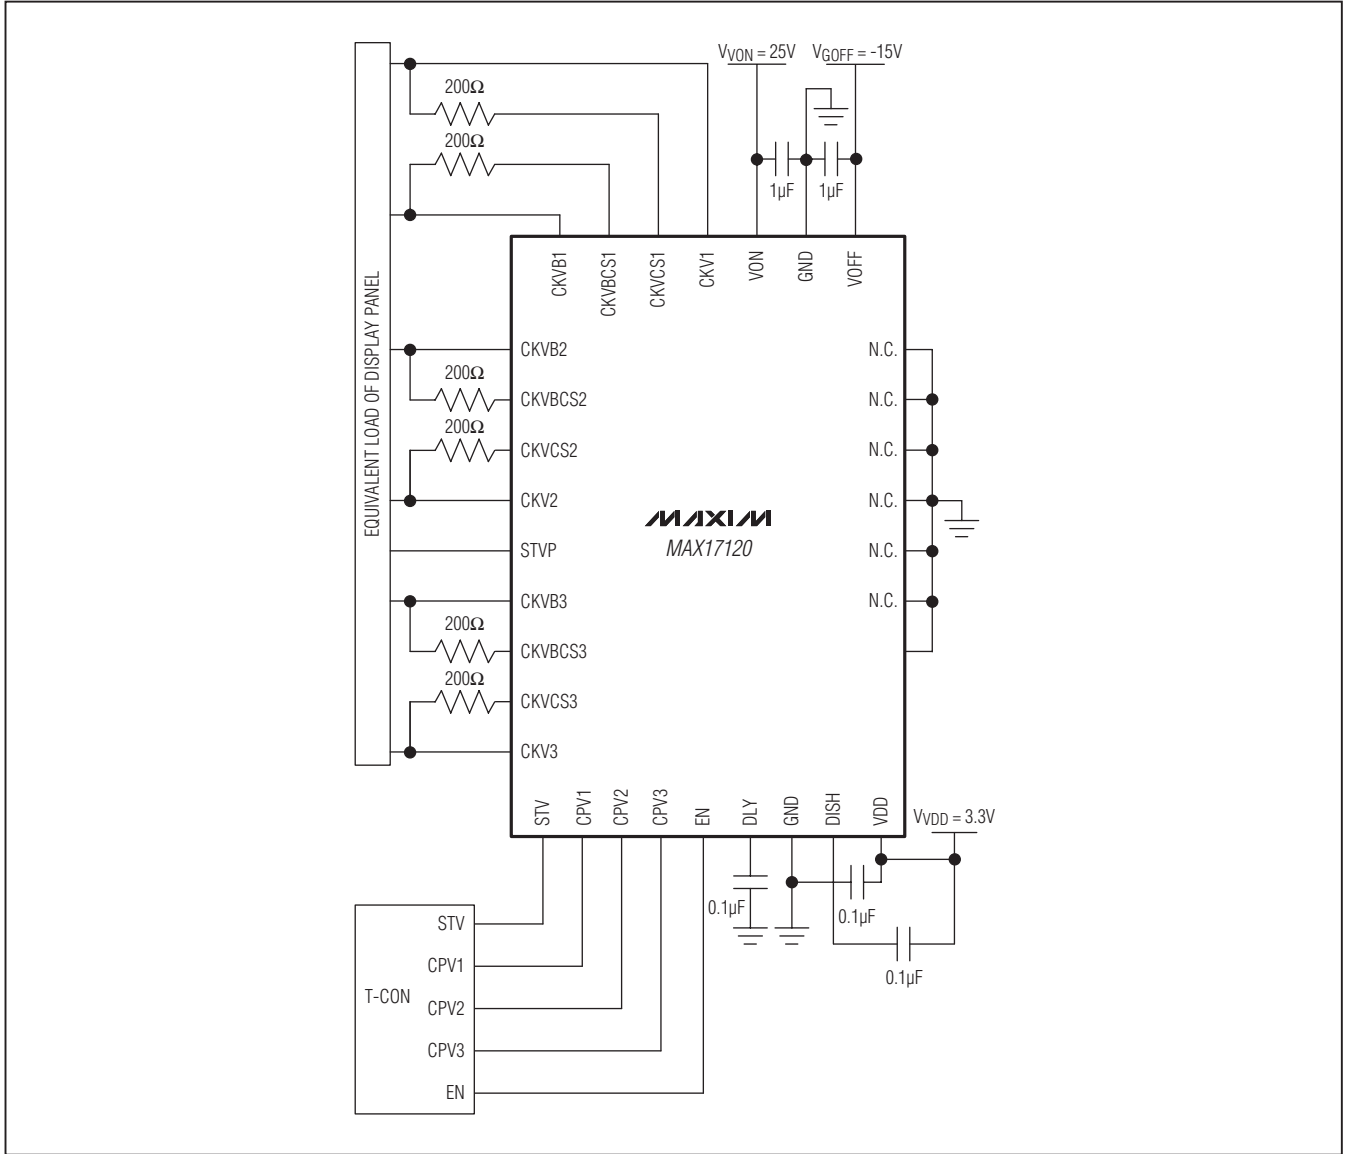 V_VON = 25V
V_GOFF = -15V
200Ω
200Ω
1µF
1µF
CKVB1
CKVBCS1
CKVCS1
CKV1
VON
GND
VOFF
EQUIVALENT LOAD OF DISPLAY PANEL
CKVB2
N.C.
200Ω
CKVBCS2
N.C.
200Ω
CKVCS2
N.C.
CKV2
N.C.
MAXIM
MAX17120
STVP
N.C.
CKVB3
N.C.
200Ω
CKVBCS3
200Ω
CKVCS3
CKV3
STV
CPV1
CPV2
CPV3
EN
DLY
GND
DISH
VDD
V_VDD = 3.3V
0.1µF
0.1µF
0.1µF
T-CON
STV
CPV1
CPV2
CPV3
EN